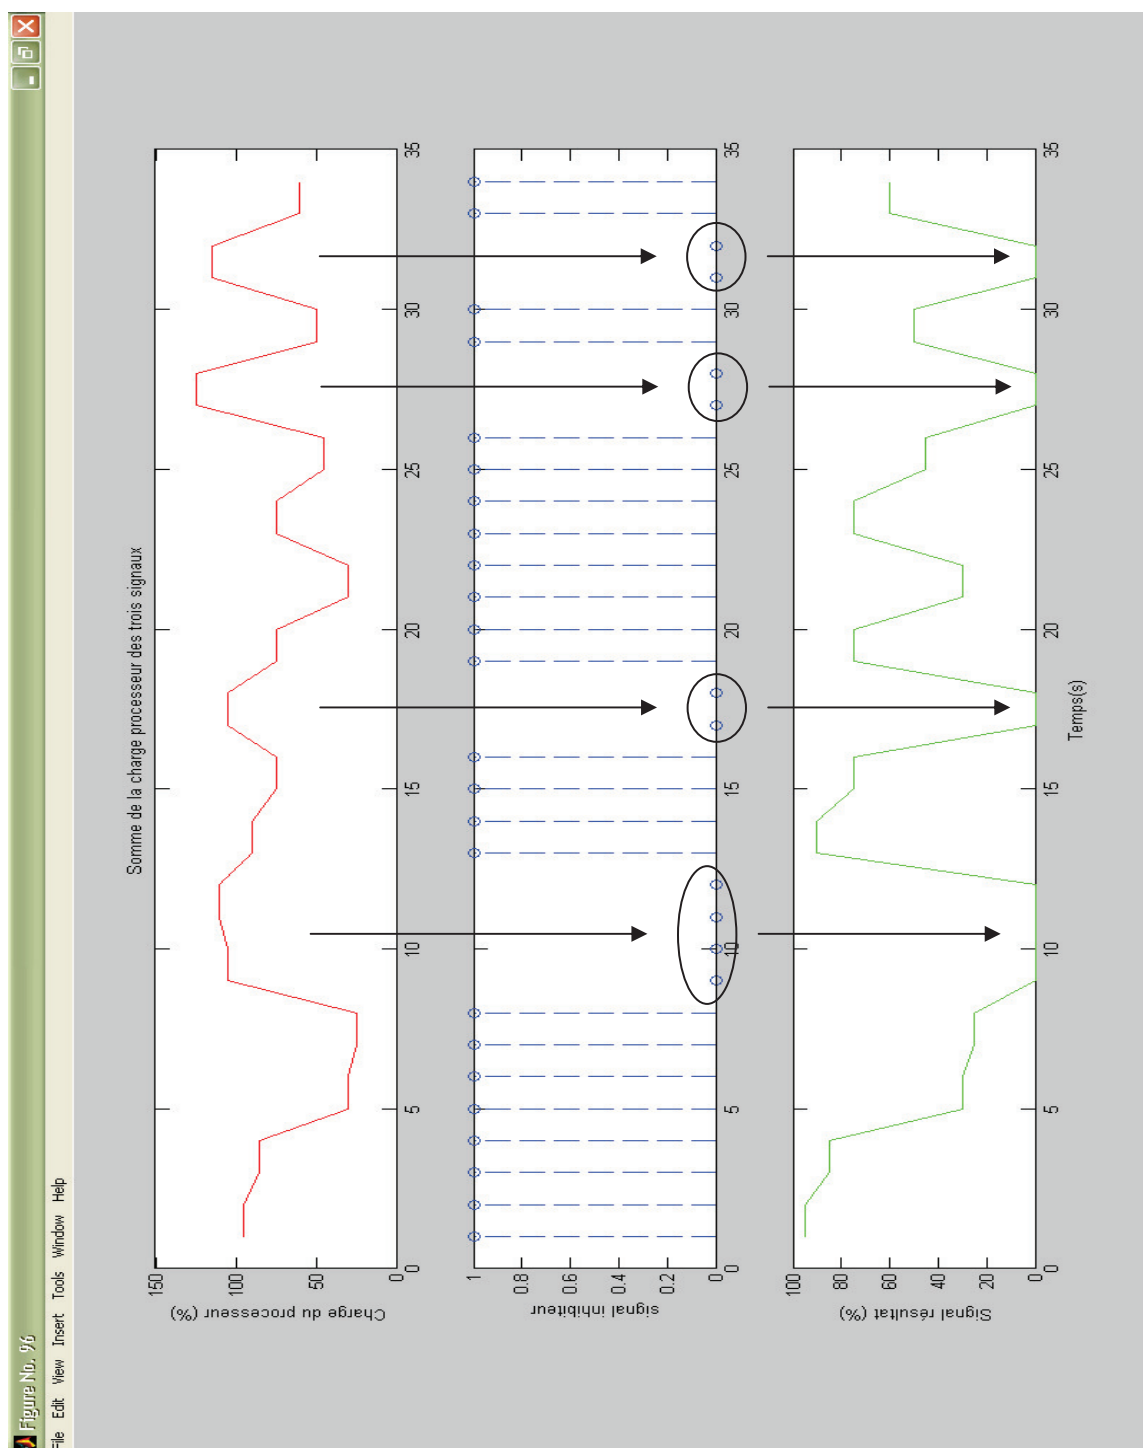 Figure No. 96
File Edit View Insert Tools Window Help
Somme de la charge processeur des trois signaux
Charge du processeur (%)
150
100
50
0
0 5 10 15 20 25 30 35
signal inhibiteur
1
0.8
0.6
0.4
0.2
0
0 5 10 15 20 25 30 35
Signal résultat (%)
100
80
60
40
20
0
0 5 10 15 20 25 30 35
Temps(s)